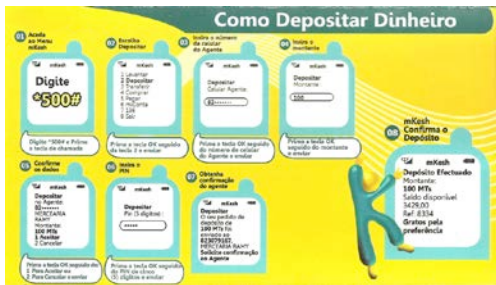 Como Depositar Dinheiro
01 Aceda
ao Menu
mKesh
mKesh
Digite
*500#
Digite *500# e Prima
a tecla de chamada
02 Escolha
Depositar
mKesh
1 Levantar
2 Depositar
3 Transferir
4 Comprar
5 Pagar
6 MiConta
8 Sair
Prima a tecla OK seguido
da tecla 2 e enviar
03 Insira o número
de celular
do Agente
mKesh
Depositar
Celular Agente:
Prima a tecla OK seguido
do número de celular
do Agente e enviar
04 Insira o
montante
mKesh
Depositar
Montante:
100
Prima a tecla OK seguido
do montante e enviar
05 Confirme
os dados
mKesh
Depositar
no Agente:
MERCEARIA
RAMY
Montante:
100 MTs
1 Aceitar
2 Cancelar
Prima a tecla OK seguido de
1 Para Aceitar ou
2 Para Cancelar e enviar
06 Insira o
PIN
mKesh
Depositar
Pin (5 dígitos):
Prima a tecla OK seguido
do PIN de cinco
(5) dígitos e enviar
07 Obtenha
confirmação
do agente
mKesh
Depositar
O seu pedido de
depósito de
100 MTs foi
enviado ao
MERCEARIA RAMY
Solicite confirmação
ao Agente
08 mKesh
Confirma o
Depósito
mKesh
Depósito Efectuado
Montante:
100 MTs
Saldo disponível
3429,00
Ref: 8334
Gratos pela
preferência